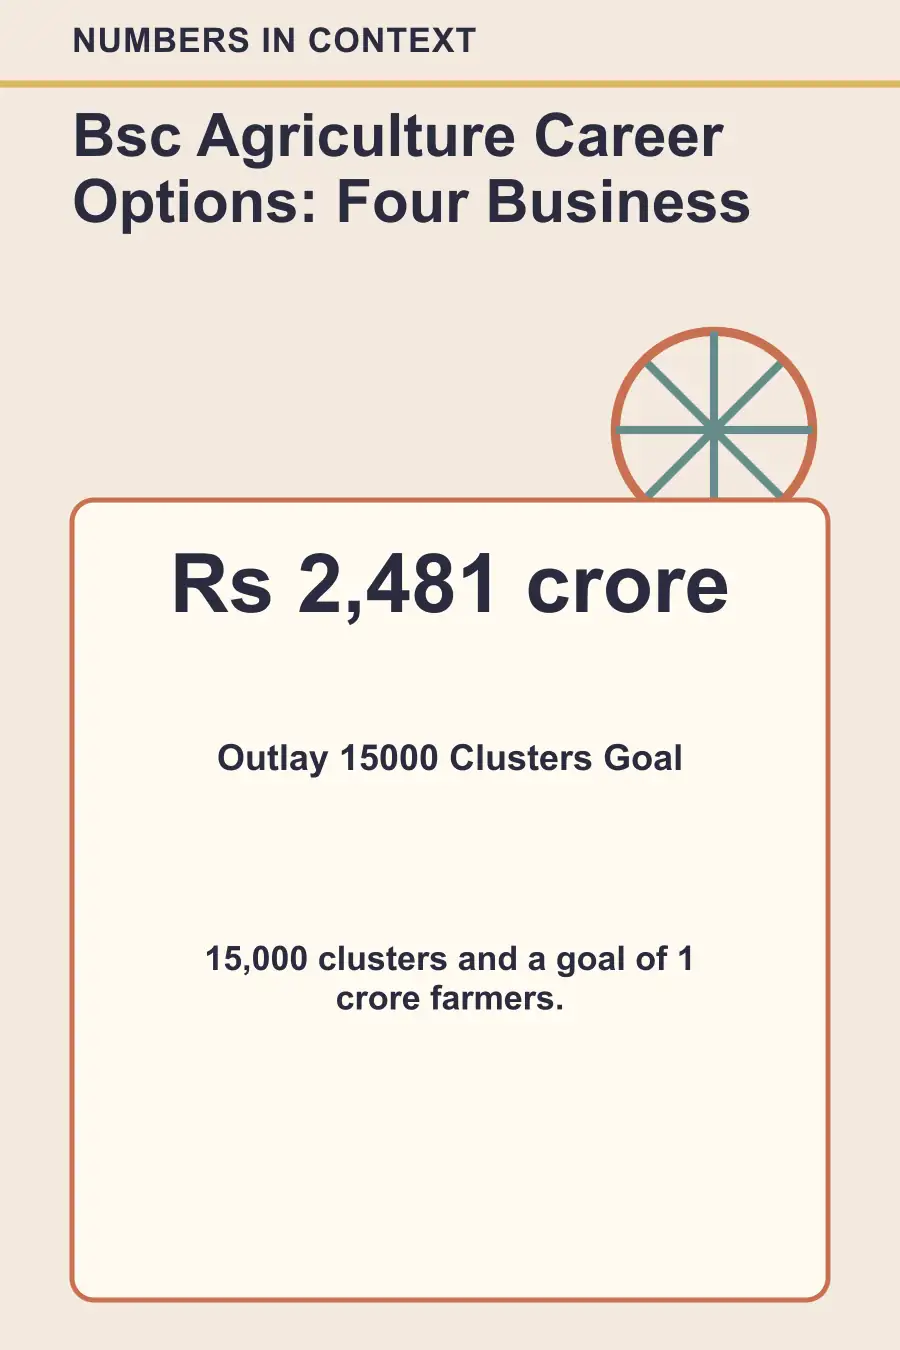 NUMBERS IN CONTEXT
Bsc Agriculture Career
Options: Four Business
Rs 2,481 crore
Outlay 15000 Clusters Goal
15,000 clusters and a goal of 1
crore farmers.